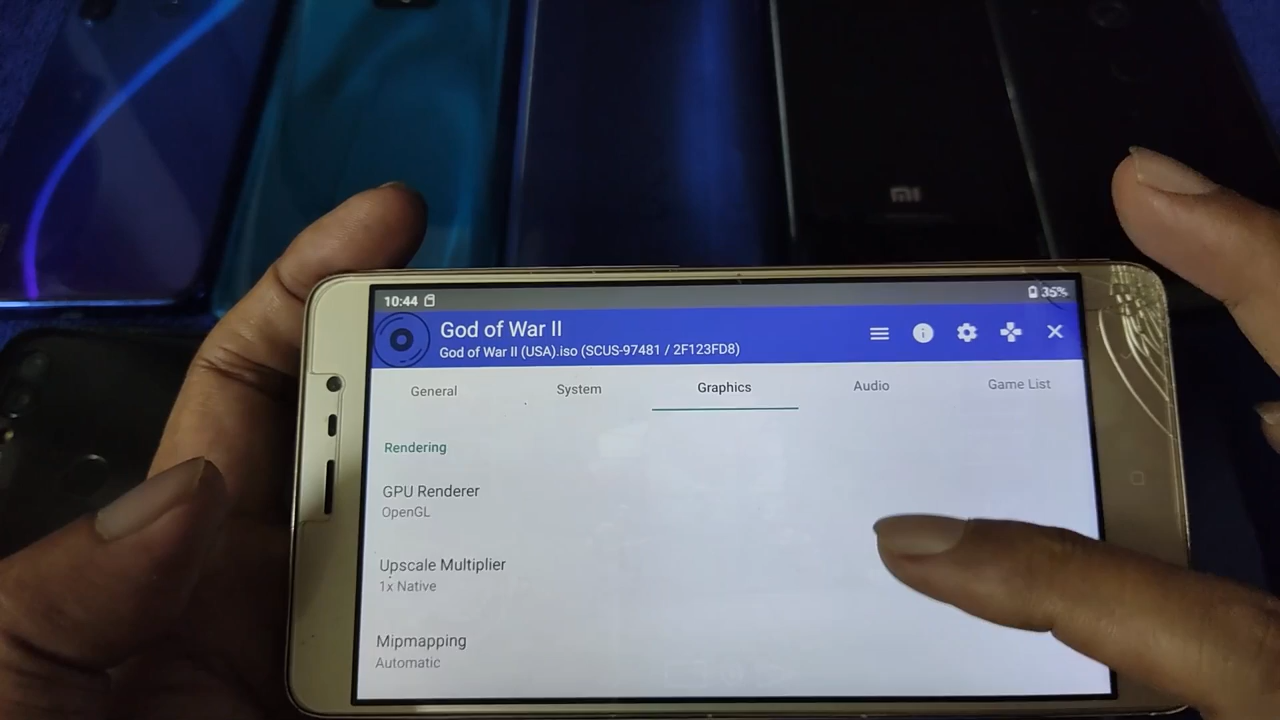 mi
10:44
35%
God of War II
God of War II (USA).iso (SCUS-97481 / 2F123FD8)
General
System
Graphics
Audio
Game List
Rendering
GPU Renderer
OpenGL
Upscale Multiplier
1x Native
Mipmapping
Automatic